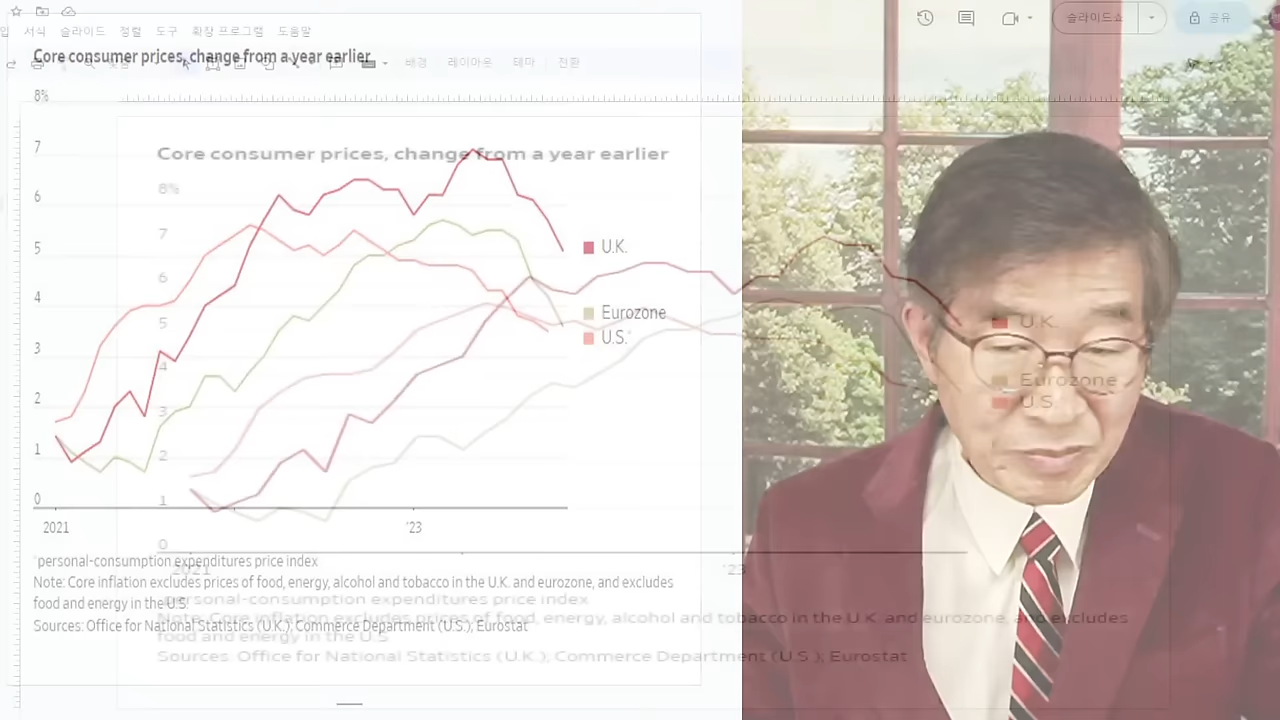 입 서식 슬라이드 정렬 도구 확장 프로그램 도움말
슬라이드쇼
공유
배경 레이아웃 테마 전환
Core consumer prices, change from a year earlier
8%
7
6
5
4
3
2
1
0
2021
'23
U.K.
Eurozone
U.S.*
*personal-consumption expenditures price index
Note: Core inflation excludes prices of food, energy, alcohol and tobacco in the U.K. and eurozone, and excludes
food and energy in the U.S.
Sources: Office for National Statistics (U.K.); Commerce Department (U.S.); Eurostat
Core consumer prices, change from a year earlier
8%
7
6
5
4
3
2
1
0
2021
'23
U.K.
Eurozone
U.S.
personal-consumption expenditures price index
Note: Core inflation excludes prices of food, energy, alcohol and tobacco in the U.K. and eurozone, and excludes
food and energy in the U.S.
Sources: Office for National Statistics (U.K.); Commerce Department (U.S.); Eurostat